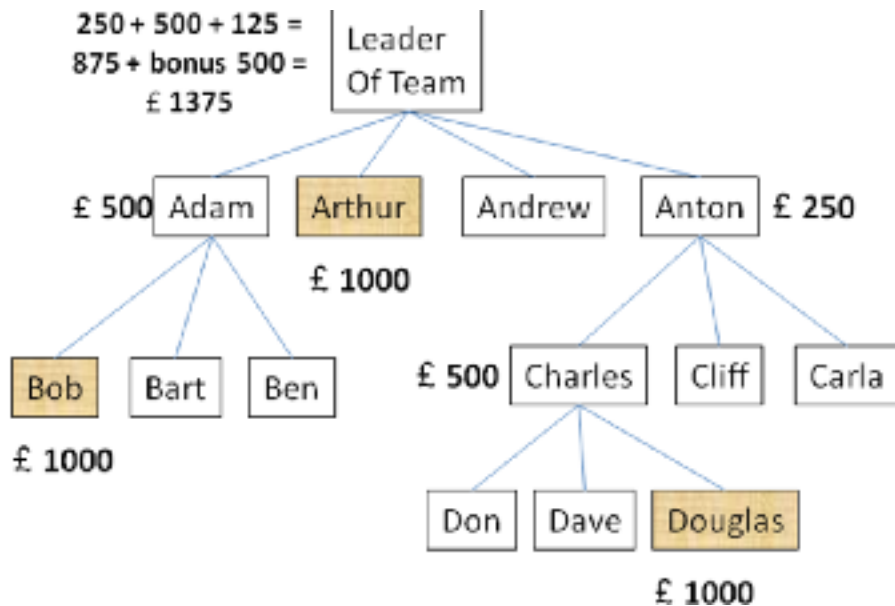 250 + 500 + 125 =
875 + bonus 500 =
£ 1375
Leader
Of Team
£ 500 Adam
Arthur
Andrew
Anton £ 250
£ 1000
Bob
Bart
Ben
£ 500 Charles
Cliff
Carla
£ 1000
Don
Dave
Douglas
£ 1000